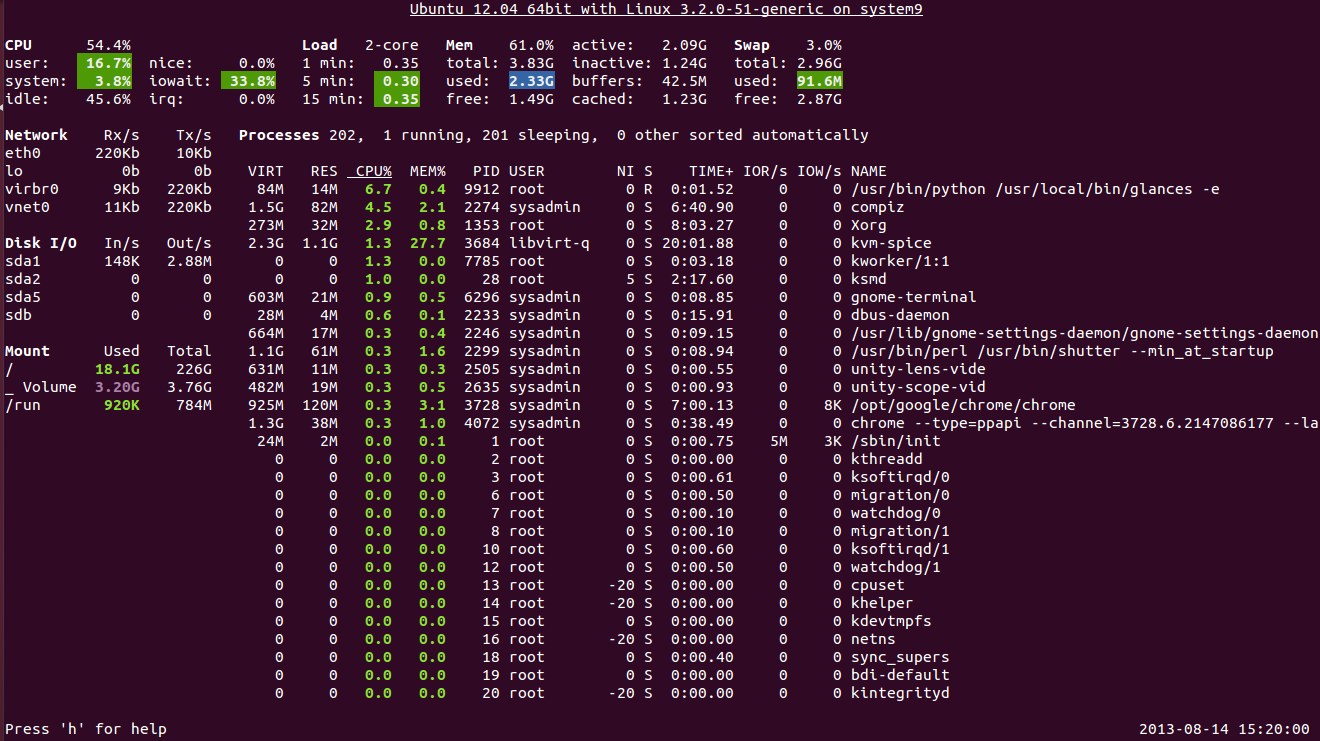 Ubuntu 12.04 64bit with Linux 3.2.0-51-generic on system9
CPU 54.4% Load 2-core Mem 61.0% active: 2.09G Swap 3.0%
user: 16.7% nice: 0.0% 1 min: 0.35 total: 3.83G inactive: 1.24G total: 2.96G
system: 3.8% iowait: 33.8% 5 min: 0.30 used: 2.33G buffers: 42.5M used: 91.6M
idle: 45.6% irq: 0.0% 15 min: 0.35 free: 1.49G cached: 1.23G free: 2.87G
Network Rx/s Tx/s Processes 202, 1 running, 201 sleeping, 0 other sorted automatically
eth0 220Kb 10Kb
lo 0b 0b VIRT RES CPU% MEM% PID USER NI S TIME+ IOR/s IOW/s NAME
virbr0 9Kb 220Kb 84M 14M 6.7 0.4 9912 root 0 R 0:01.52 0 0 /usr/bin/python /usr/local/bin/glances -e
vnet0 11Kb 220Kb 1.5G 82M 4.5 2.1 2274 sysadmin 0 S 6:40.90 0 0 compiz
273M 32M 2.9 0.8 1353 root 0 S 8:03.27 0 0 Xorg
Disk I/O In/s Out/s 2.3G 1.1G 1.3 27.7 3684 libvirt-q 0 S 20:01.88 0 0 kvm-spice
sda1 148K 2.88M 0 0 1.3 0.0 7785 root 0 S 0:03.18 0 0 kworker/1:1
sda2 0 0 0 0 1.0 0.0 28 root 5 S 2:17.60 0 0 ksmd
sda5 0 0 603M 21M 0.9 0.5 6296 sysadmin 0 S 0:08.85 0 0 gnome-terminal
sdb 0 0 28M 4M 0.6 0.1 2233 sysadmin 0 S 0:15.91 0 0 dbus-daemon
664M 17M 0.3 0.4 2246 sysadmin 0 S 0:09.15 0 0 /usr/lib/gnome-settings-daemon/gnome-settings-daemon
Mount Used Total 1.1G 61M 0.3 1.6 2299 sysadmin 0 S 0:08.94 0 0 /usr/bin/perl /usr/bin/shutter --min_at_startup
/ 18.1G 226G 631M 11M 0.3 0.3 2505 sysadmin 0 S 0:00.55 0 0 unity-lens-vide
_ Volume 3.20G 3.76G 482M 19M 0.3 0.5 2635 sysadmin 0 S 0:00.93 0 0 unity-scope-vid
/run 920K 784M 925M 120M 0.3 3.1 3728 sysadmin 0 S 7:00.13 0 8K /opt/google/chrome/chrome
1.3G 38M 0.3 1.0 4072 sysadmin 0 S 0:38.49 0 0 chrome --type=ppapi --channel=3728.6.2147086177 --la
24M 2M 0.0 0.1 1 root 0 S 0:00.75 5M 3K /sbin/init
0 0 0.0 0.0 2 root 0 S 0:00.00 0 0 kthreadd
0 0 0.0 0.0 3 root 0 S 0:00.61 0 0 ksoftirqd/0
0 0 0.0 0.0 6 root 0 S 0:00.50 0 0 migration/0
0 0 0.0 0.0 7 root 0 S 0:00.10 0 0 watchdog/0
0 0 0.0 0.0 8 root 0 S 0:00.10 0 0 migration/1
0 0 0.0 0.0 10 root 0 S 0:00.60 0 0 ksoftirqd/1
0 0 0.0 0.0 12 root 0 S 0:00.50 0 0 watchdog/1
0 0 0.0 0.0 13 root -20 S 0:00.00 0 0 cpuset
0 0 0.0 0.0 14 root -20 S 0:00.00 0 0 khelper
0 0 0.0 0.0 15 root 0 S 0:00.00 0 0 kdevtmpfs
0 0 0.0 0.0 16 root -20 S 0:00.00 0 0 netns
0 0 0.0 0.0 18 root 0 S 0:00.40 0 0 sync_supers
0 0 0.0 0.0 19 root 0 S 0:00.00 0 0 bdi-default
0 0 0.0 0.0 20 root -20 S 0:00.00 0 0 kintegrityd
Press 'h' for help 2013-08-14 15:20:00